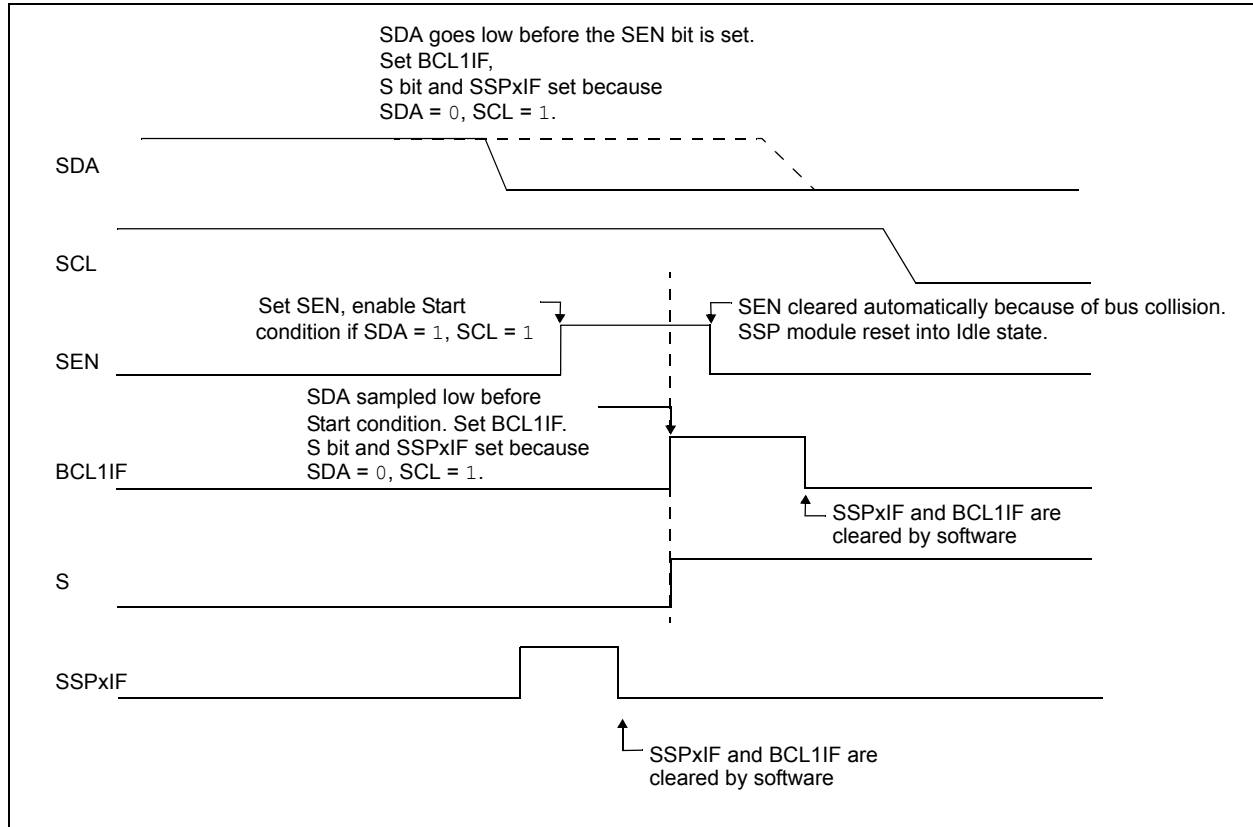 SDA goes low before the SEN bit is set.
Set BCL1IF,
S bit and SSPxIF set because
SDA = 0, SCL = 1.
SDA
SCL
Set SEN, enable Start
condition if SDA = 1, SCL = 1
SEN cleared automatically because of bus collision.
SSP module reset into Idle state.
SEN
SDA sampled low before
Start condition. Set BCL1IF.
S bit and SSPxIF set because
SDA = 0, SCL = 1.
BCL1IF
SSPxIF and BCL1IF are
cleared by software
S
SSPxIF
SSPxIF and BCL1IF are
cleared by software